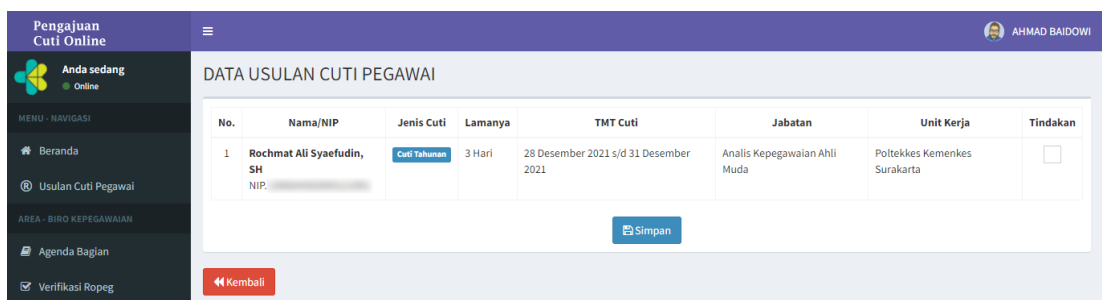 Pengajuan
Cuti Online
AHMAD BAIDOWI
Anda sedang
Online
DATA USULAN CUTI PEGAWAI
MENU - NAVIGASI
Beranda
Usulan Cuti Pegawai
AREA - BIRO KEPEGAWAIAN
Agenda Bagian
Verifikasi Ropeg
No. Nama/NIP Jenis Cuti Lamanya TMT Cuti Jabatan Unit Kerja Tindakan
1 Rochmat Ali Syaefudin, Cuti Tahunan 3 Hari 28 Desember 2021 s/d 31 Desember Analis Kepegawaian Ahli Poltekkes Kemenkes
SH 2021 Muda Surakarta
NIP.
Simpan
Kembali